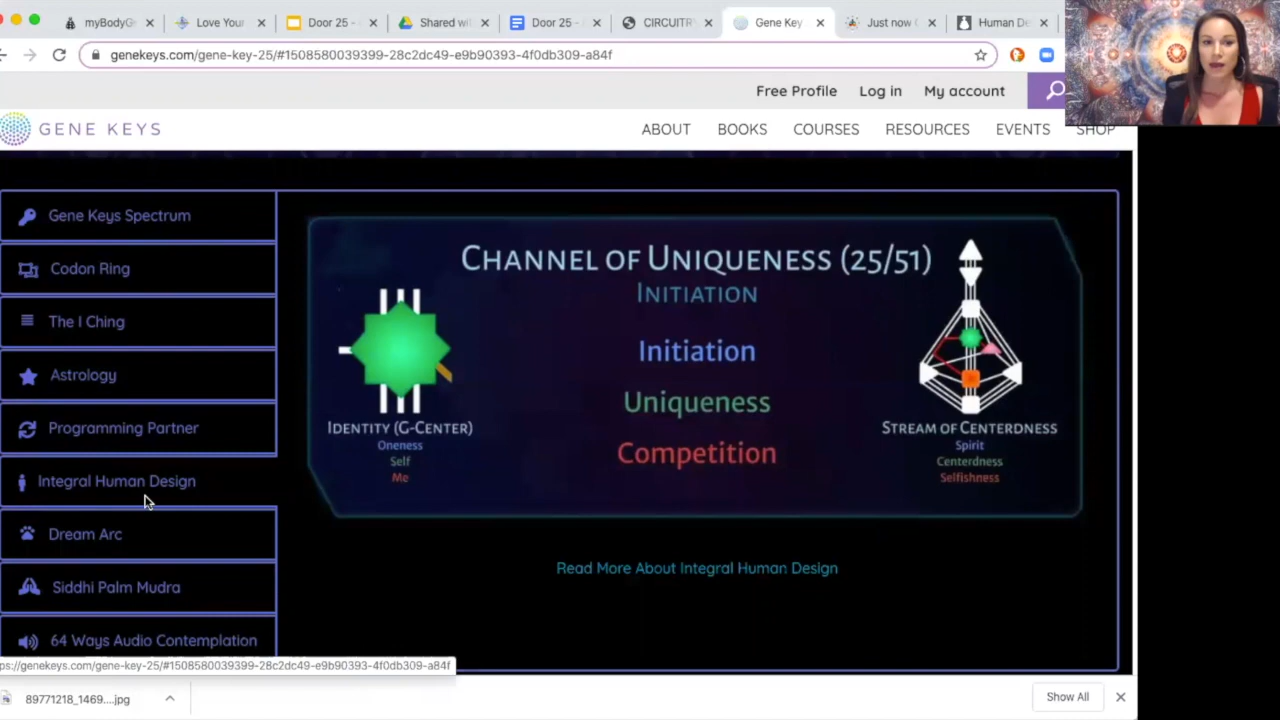 myBodyG
Love Your
Door 25 -
Shared wi
Door 25 -
CIRCUITR
Gene Key
Just now
Human De
genekeys.com/gene-key-25/#1508580039399-28c2dc49-e9b90393-4f0db309-a84f
Free Profile Log in My account
GENE KEYS
ABOUT BOOKS COURSES RESOURCES EVENTS SHOP
Gene Keys Spectrum
Codon Ring
The I Ching
Astrology
Programming Partner
Integral Human Design
Dream Arc
Siddhi Palm Mudra
64 Ways Audio Contemplation
CHANNEL OF UNIQUENESS (25/51)
INITIATION
Initiation
Uniqueness
Competition
IDENTITY (G-CENTER)
Oneness
Self
Me
STREAM OF CENTERDNESS
Spirit
Centerdness
Selfishness
Read More About Integral Human Design
ps://genekeys.com/gene-key-25/#1508580039399-28c2dc49-e9b90393-4f0db309-a84f
89771218_1469....jpg
Show All